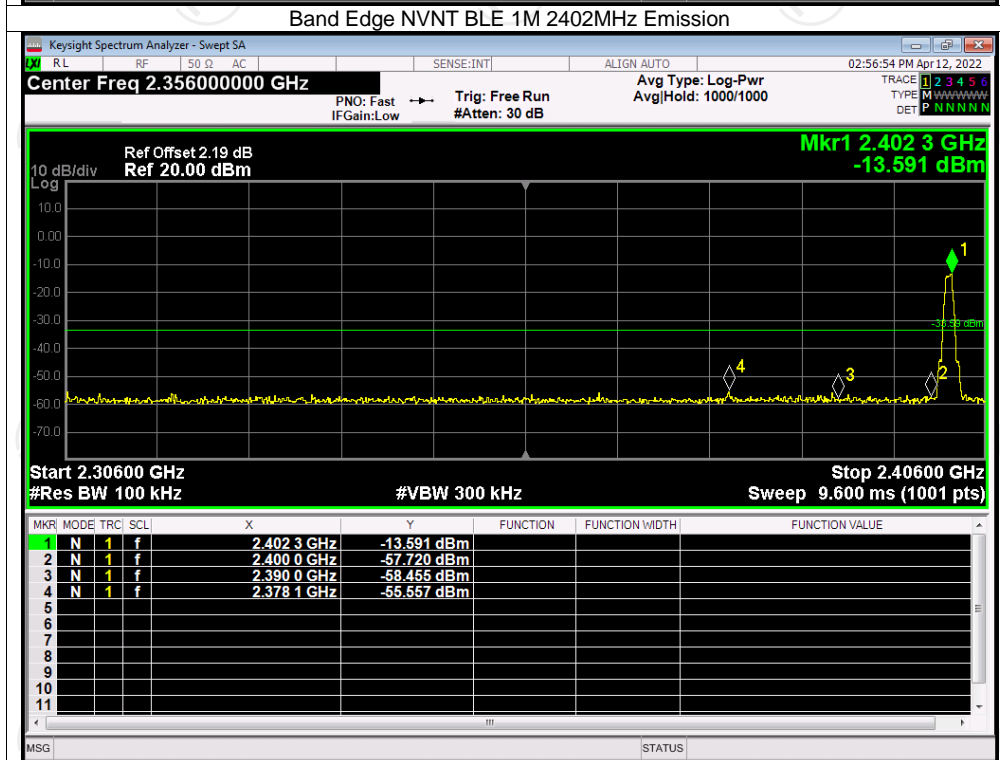 Band Edge NVNT BLE 1M 2402MHz Emission
Keysight Spectrum Analyzer - Swept SA
LXI RL RF 50 Ω AC SENSE:INT ALIGN AUTO 02:56:54 PM Apr 12, 2022
Center Freq 2.356000000 GHz Avg Type: Log-Pwr TRACE 1 2 3 4 5 6
PNO: Fast Trig: Free Run Avg|Hold: 1000/1000 TYPE M WWWWW
IFGain:Low #Atten: 30 dB DET P N N N N N
Mkr1 2.402 3 GHz
Ref Offset 2.19 dB
10 dB/div Ref 20.00 dBm -13.591 dBm
Log
10.0
0.00
1
-10.0
-20.0
-30.0
-33.59 dBm
-40.0
4
3
2
-50.0
-60.0
-70.0
Start 2.30600 GHz Stop 2.40600 GHz
#Res BW 100 kHz #VBW 300 kHz Sweep 9.600 ms (1001 pts)
MKR MODE TRC SCL X Y FUNCTION FUNCTION WIDTH FUNCTION VALUE
1 N 1 f 2.402 3 GHz -13.591 dBm
2 N 1 f 2.400 0 GHz -57.720 dBm
3 N 1 f 2.390 0 GHz -58.455 dBm
4 N 1 f 2.378 1 GHz -55.557 dBm
5
6
7
8
9
10
11
MSG STATUS